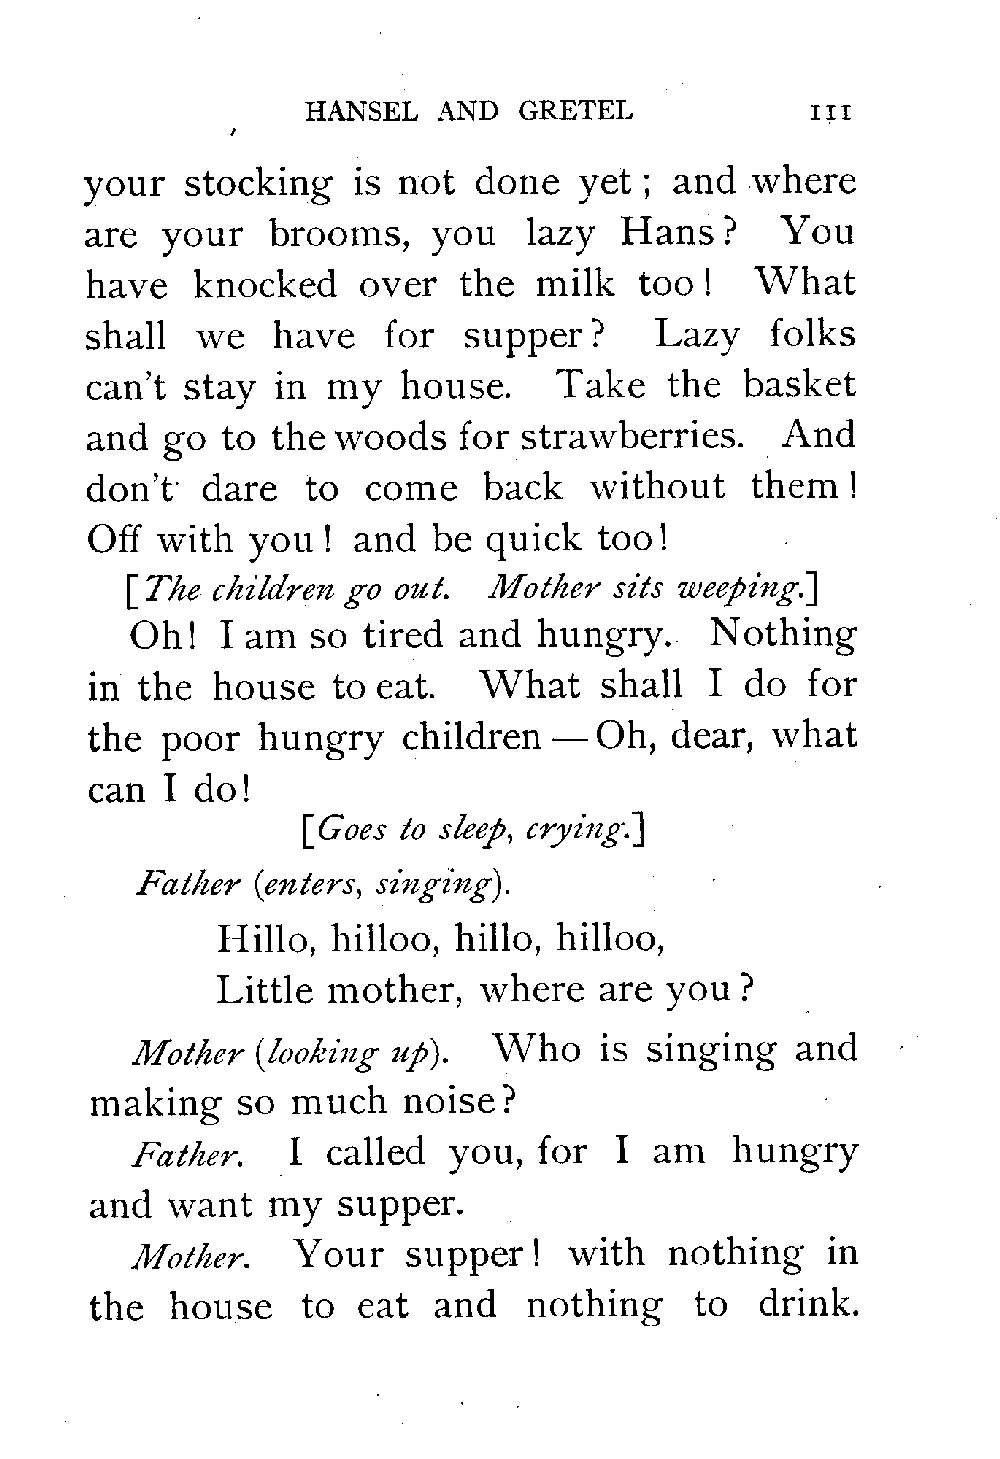 HANSEL AND GRETEL 111
your stocking is not done yet; and where
are your brooms, you lazy Hans? You
have knocked over the milk too! What
shall we have for supper? Lazy folks
can't stay in my house. Take the basket
and go to the woods for strawberries. And
don't dare to come back without them!
Off with you! and be quick too!
[The children go out. Mother sits weeping.]
Oh! I am so tired and hungry. Nothing
in the house to eat. What shall I do for
the poor hungry children — Oh, dear, what
can I do!
[Goes to sleep, crying.]
Father (enters, singing).
Hillo, hilloo, hillo, hilloo,
Little mother, where are you?
Mother (looking up). Who is singing and
making so much noise?
Father. I called you, for I am hungry
and want my supper.
Mother. Your supper! with nothing in
the house to eat and nothing to drink.